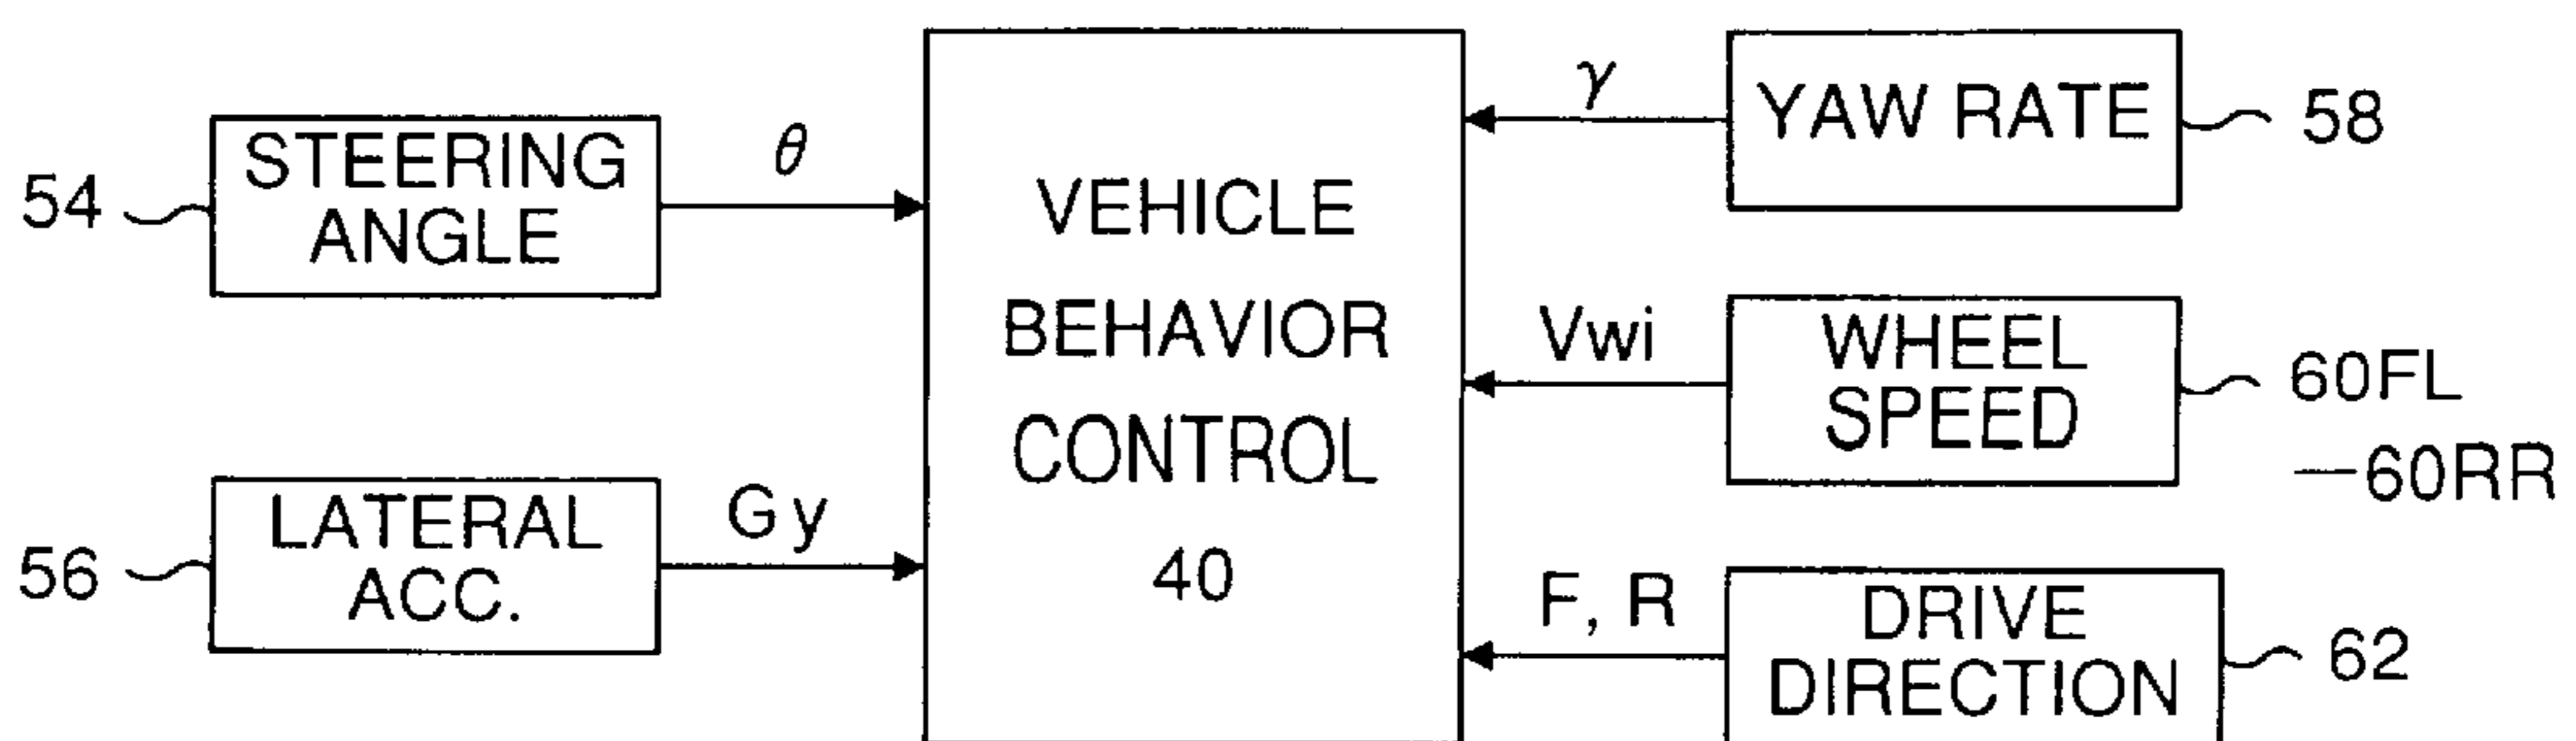 54
STEERING
ANGLE
θ
56
LATERAL
ACC.
Gy
VEHICLE
BEHAVIOR
CONTROL
40
γ
YAW RATE
58
Vwi
WHEEL
SPEED
60FL
—60RR
F, R
DRIVE
DIRECTION
62